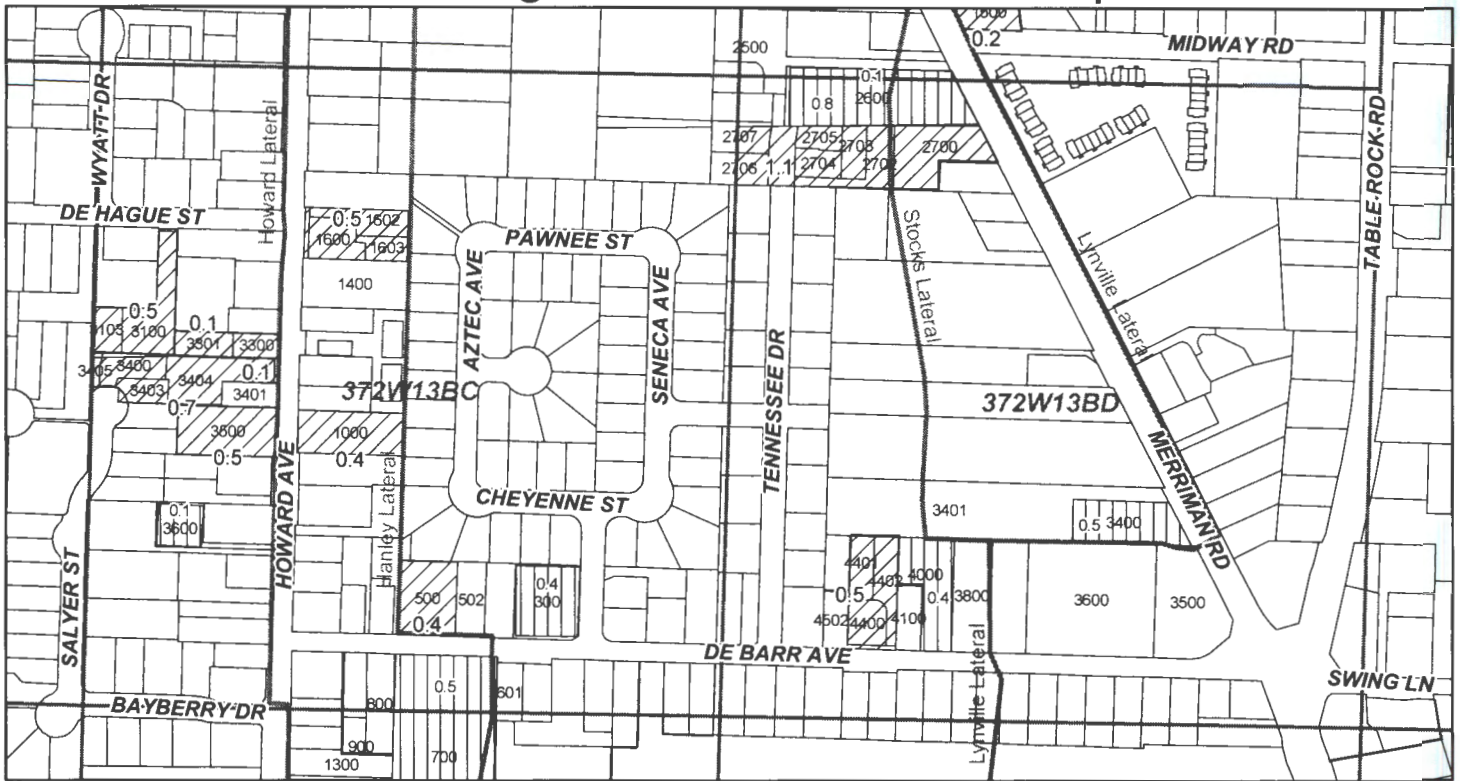 1600
0.2
MIDWAY RD
2500
0.1
0.8
2600
WYATT DR
Howard Lateral
TABLE ROCK RD
2707
2705
2703
2700
2706
1.1
2704
2702
DE HAGUE ST
0.5
1602
1600
1603
PAWNEE ST
1400
AZTEC AVE
SENECA AVE
TENNESSEE DR
Stocks Lateral
Lynville Lateral
0.5
103
3100
0.1
3301
3300
3405
3400
3404
0.1
3403
3401
0.7
372W13BC
372W13BD
3500
0.5
1000
0.4
HOWARD AVE
Hanley Lateral
CHEYENNE ST
MERRIMAN RD
0.1
3600
3401
0.5
3400
SALYER ST
500
502
0.4
0.4
300
4401
4402
4000
0.5
0.4
3800
4502
4400
4100
3600
3500
DE BARR AVE
Lynville Lateral
SWING LN
BAYBERRY DR
800
0.5
601
900
700
1300